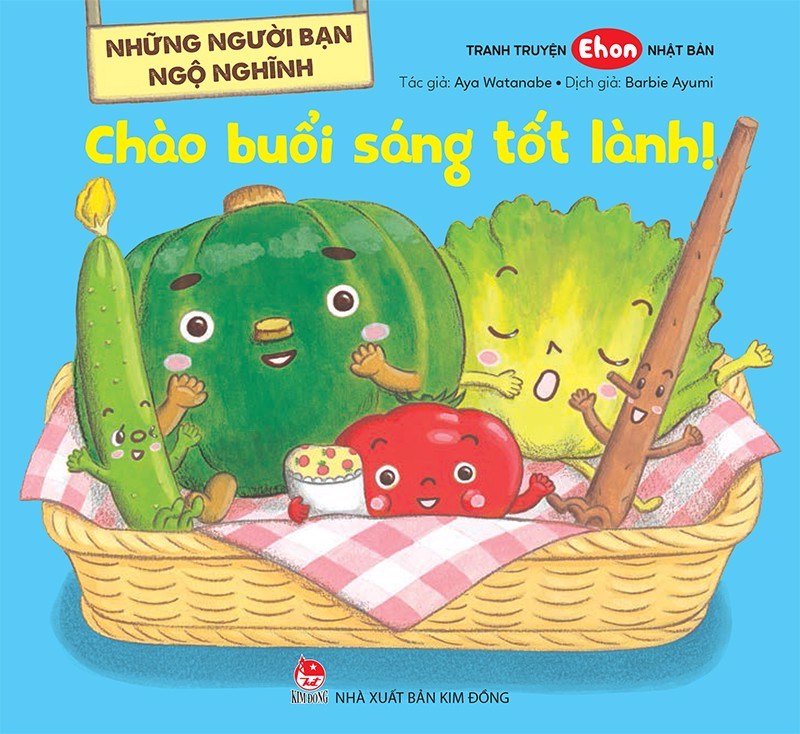 NHỮNG NGƯỜI BẠN
NGỘ NGHĨNH
TRANH TRUYỆN Ehon NHẬT BẢN
Tác giả: Aya Watanabe • Dịch giả: Barbie Ayumi
Chào buổi sáng tốt lành!
KIM ĐỒNG
NHÀ XUẤT BẢN KIM ĐỒNG